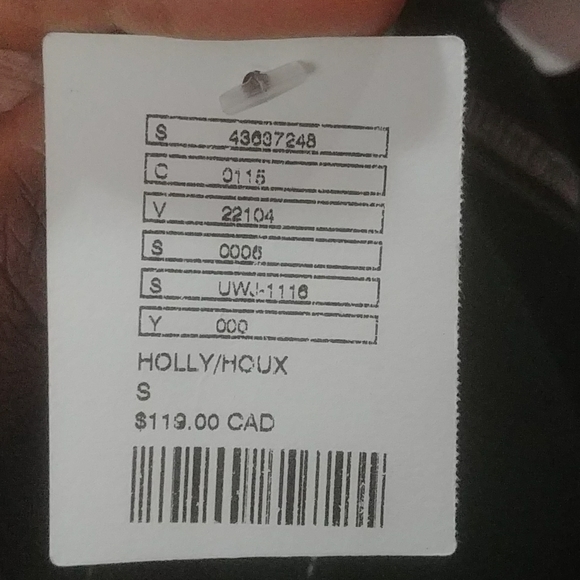 S 43637248
C 0115
V 22104
S 0006
S UWJ-1116
Y 000
HOLLY/HOUX
S
$119.00 CAD